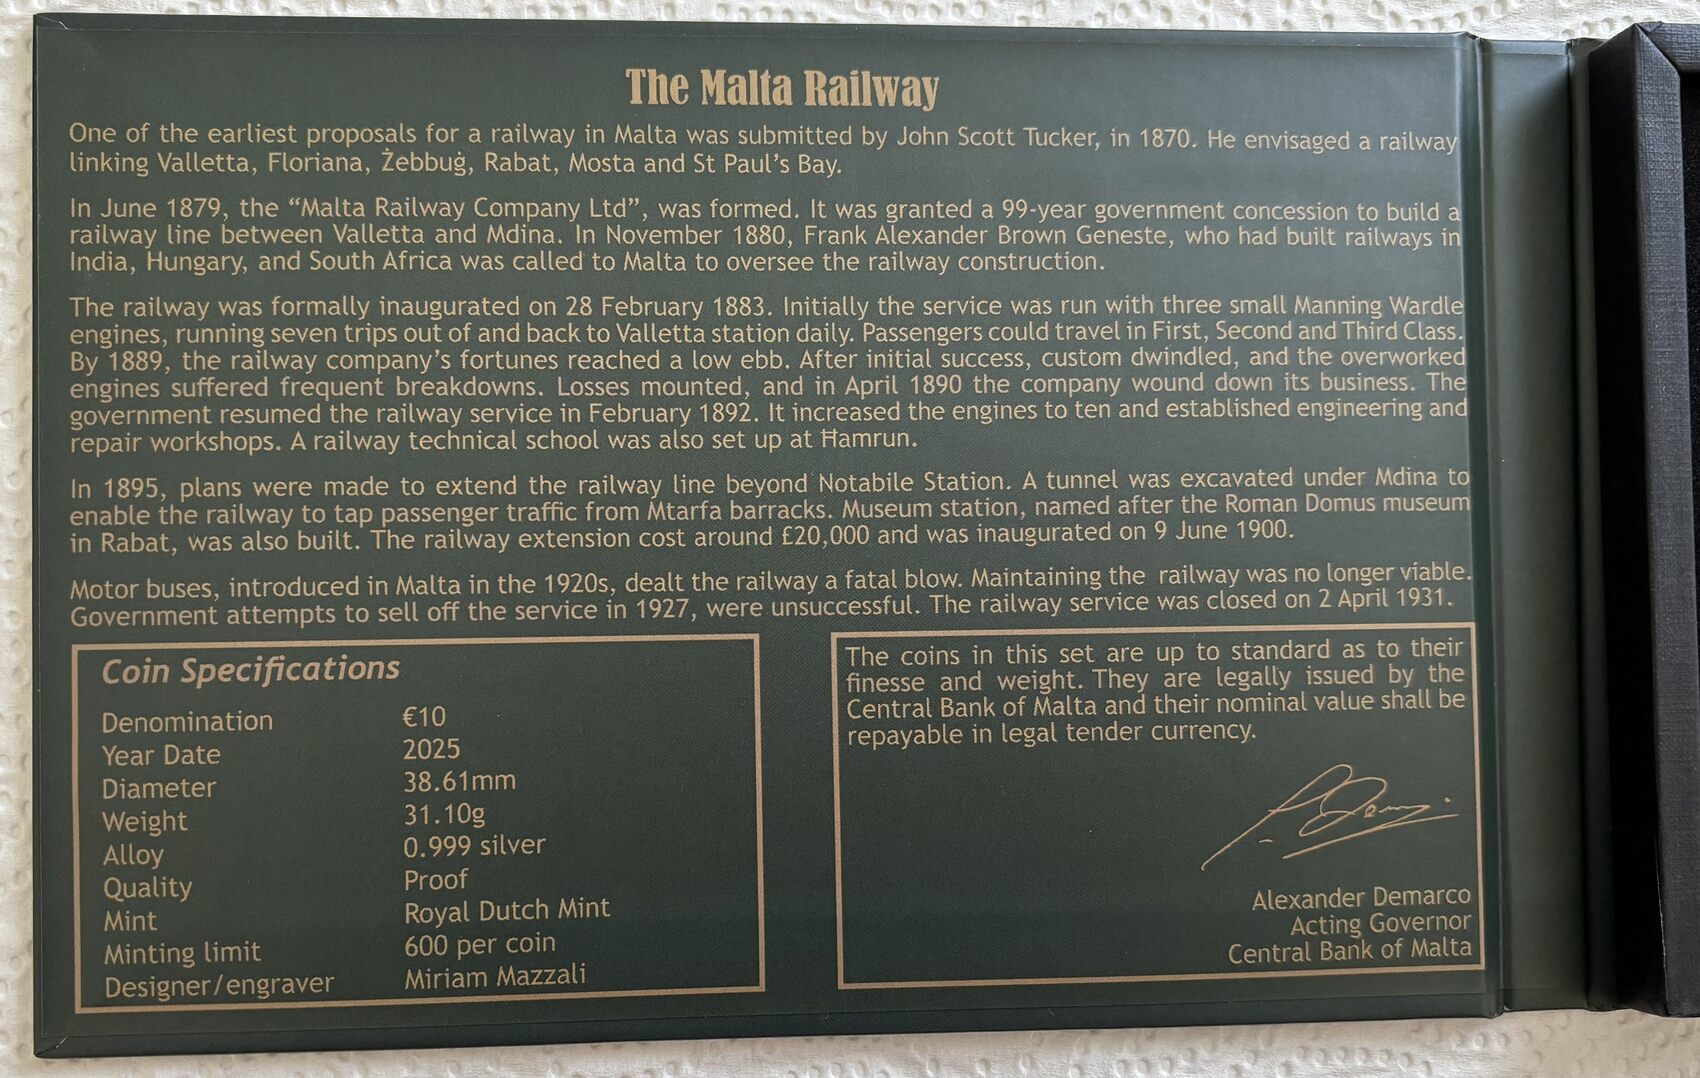 The Malta Railway
One of the earliest proposals for a railway in Malta was submitted by John Scott Tucker, in 1870. He envisaged a railway
linking Valletta, Floriana, Żebbuġ, Rabat, Mosta and St Paul’s Bay.
In June 1879, the “Malta Railway Company Ltd”, was formed. It was granted a 99-year government concession to build a
railway line between Valletta and Mdina. In November 1880, Frank Alexander Brown Geneste, who had built railways in
India, Hungary, and South Africa was called to Malta to oversee the railway construction.
The railway was formally inaugurated on 28 February 1883. Initially the service was run with three small Manning Wardle
engines, running seven trips out of and back to Valletta station daily. Passengers could travel in First, Second and Third Class.
By 1889, the railway company’s fortunes reached a low ebb. After initial success, custom dwindled, and the overworked
engines suffered frequent breakdowns. Losses mounted, and in April 1890 the company wound down its business. The
government resumed the railway service in February 1892. It increased the engines to ten and established engineering and
repair workshops. A railway technical school was also set up at Ħamrun.
In 1895, plans were made to extend the railway line beyond Notabile Station. A tunnel was excavated under Mdina to
enable the railway to tap passenger traffic from Mtarfa barracks. Museum station, named after the Roman Domus museum
in Rabat, was also built. The railway extension cost around £20,000 and was inaugurated on 9 June 1900.
Motor buses, introduced in Malta in the 1920s, dealt the railway a fatal blow. Maintaining the railway was no longer viable.
Government attempts to sell off the service in 1927, were unsuccessful. The railway service was closed on 2 April 1931.
Coin Specifications
Denomination €10
Year Date 2025
Diameter 38.61mm
Weight 31.10g
Alloy 0.999 silver
Quality Proof
Mint Royal Dutch Mint
Minting limit 600 per coin
Designer/engraver Miriam Mazzali
The coins in this set are up to standard as to their
finesse and weight. They are legally issued by the
Central Bank of Malta and their nominal value shall be
repayable in legal tender currency.
Alexander Demarco
Acting Governor
Central Bank of Malta